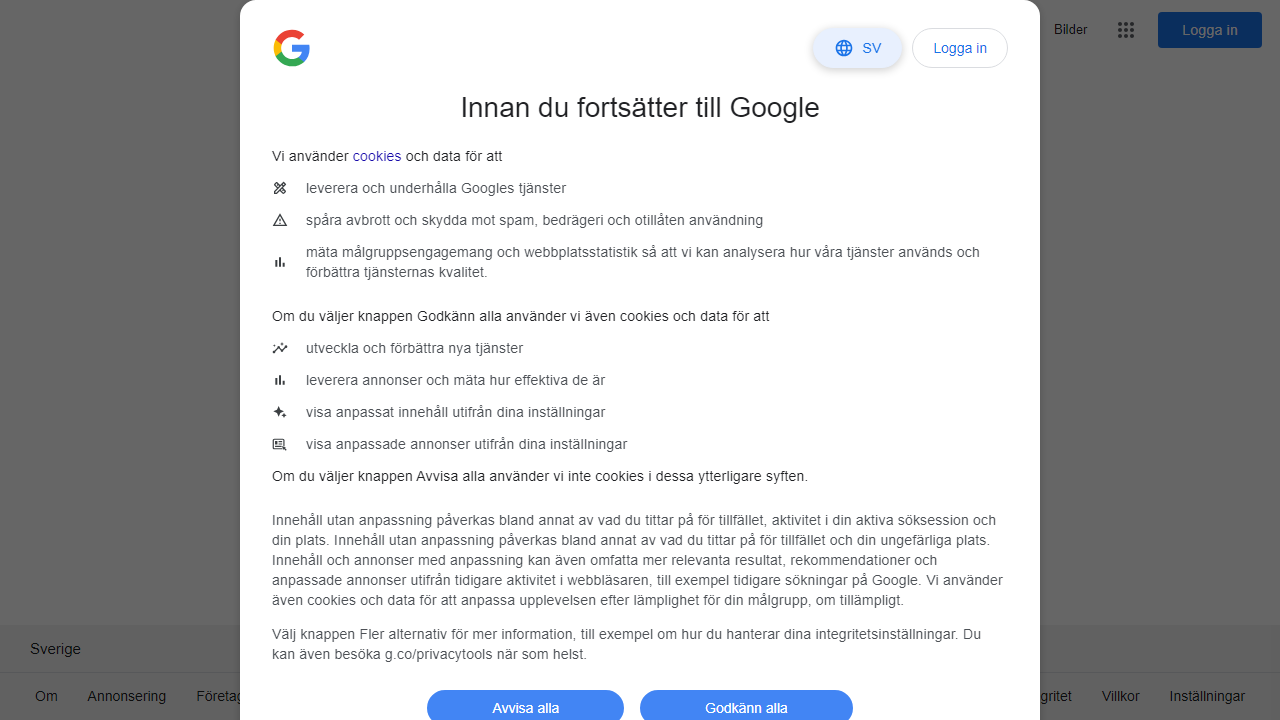 Bilder
Logga in
SV
Logga in
Innan du fortsätter till Google
Vi använder cookies och data för att
leverera och underhålla Googles tjänster
spåra avbrott och skydda mot spam, bedrägeri och otillåten användning
mäta målgruppsengagemang och webbplatsstatistik så att vi kan analysera hur våra tjänster används och
förbättra tjänsternas kvalitet.
Om du väljer knappen Godkänn alla använder vi även cookies och data för att
utveckla och förbättra nya tjänster
leverera annonser och mäta hur effektiva de är
visa anpassat innehåll utifrån dina inställningar
visa anpassade annonser utifrån dina inställningar
Om du väljer knappen Avvisa alla använder vi inte cookies i dessa ytterligare syften.
Innehåll utan anpassning påverkas bland annat av vad du tittar på för tillfället, aktivitet i din aktiva söksession och
din plats. Innehåll utan anpassning påverkas bland annat av vad du tittar på för tillfället och din ungefärliga plats.
Innehåll och annonser med anpassning kan även omfatta mer relevanta resultat, rekommendationer och
anpassade annonser utifrån tidigare aktivitet i webbläsaren, till exempel tidigare sökningar på Google. Vi använder
även cookies och data för att anpassa upplevelsen efter lämplighet för din målgrupp, om tillämpligt.
Välj knappen Fler alternativ för mer information, till exempel om hur du hanterar dina integritetsinställningar. Du
kan även besöka g.co/privacytools när som helst.
Avvisa alla
Godkänn alla
Sverige
Om Annonsering Företag gritet Villkor Inställningar